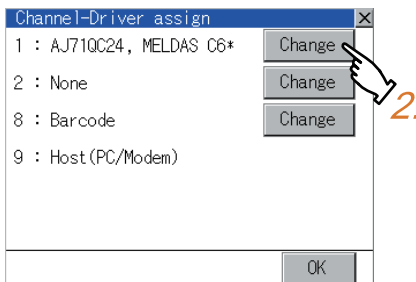 Channel-Driver assign ×
1 : AJ71QC24, MELDAS C6* Change
2 : None Change
8 : Barcode Change
9 : Host(PC/Modem)
OK
2.